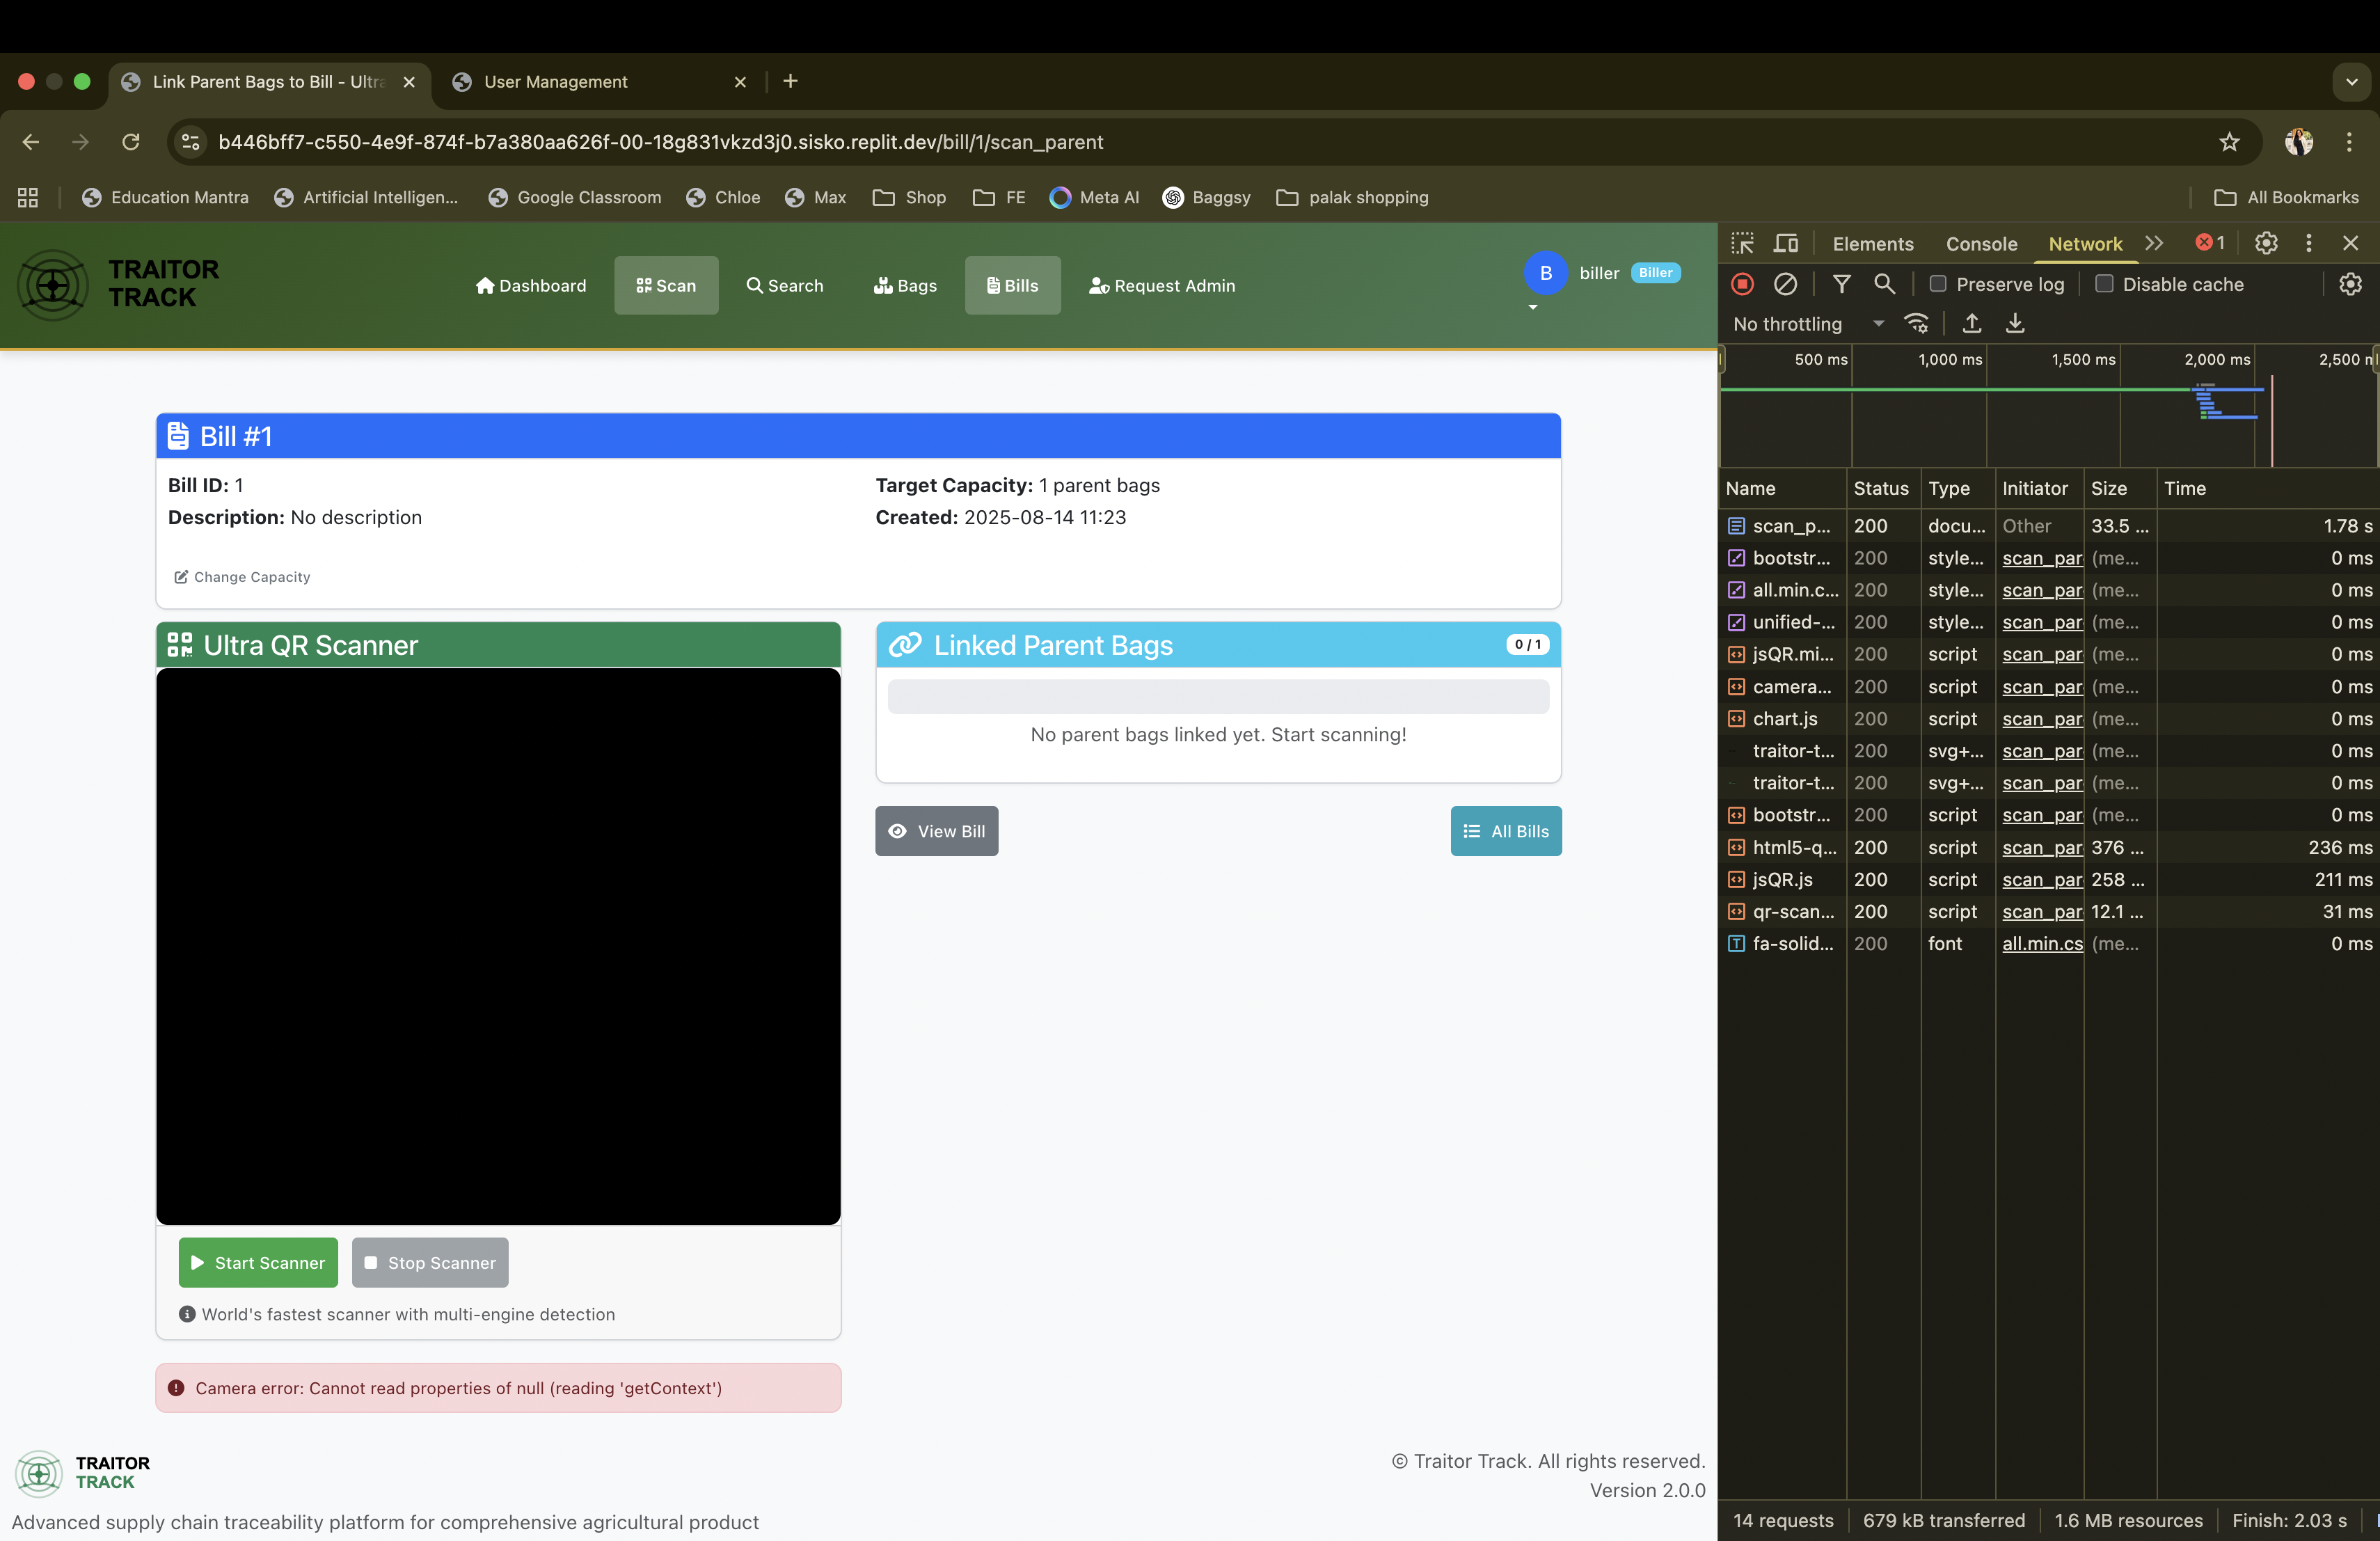 Link Parent Bags to Bill - Ultra
User Management
b446bff7-c550-4e9f-874f-b7a380aa626f-00-18g831vkzd3j0.sisko.replit.dev/bill/1/scan_parent
Education Mantra
Artificial Intelligen...
Google Classroom
Chloe
Max
Shop
FE
Meta AI
Baggsy
palak shopping
All Bookmarks
TRAITOR
TRACK
Dashboard
Scan
Search
Bags
Bills
Request Admin
B
biller
Biller
Bill #1
Bill ID: 1
Description: No description
Target Capacity: 1 parent bags
Created: 2025-08-14 11:23
Change Capacity
Ultra QR Scanner
Start Scanner
Stop Scanner
World's fastest scanner with multi-engine detection
Camera error: Cannot read properties of null (reading 'getContext')
Linked Parent Bags
0 / 1
No parent bags linked yet. Start scanning!
View Bill
All Bills
TRAITOR
TRACK
Advanced supply chain traceability platform for comprehensive agricultural product
© Traitor Track. All rights reserved.
Version 2.0.0
Elements
Console
Network
1
Preserve log
Disable cache
No throttling
500 ms
1,000 ms
1,500 ms
2,000 ms
2,500 m
Name Status Type Initiator Size Time
scan_p... 200 docu... Other 33.5 ... 1.78 s
bootstr... 200 style... scan_par (me... 0 ms
all.min.c... 200 style... scan_par (me... 0 ms
unified-... 200 style... scan_par (me... 0 ms
jsQR.mi... 200 script scan_par (me... 0 ms
camera... 200 script scan_par (me... 0 ms
chart.js 200 script scan_par (me... 0 ms
traitor-t... 200 svg+... scan_par (me... 0 ms
traitor-t... 200 svg+... scan_par (me... 0 ms
bootstr... 200 script scan_par (me... 0 ms
html5-q... 200 script scan_par 376 ... 236 ms
jsQR.js 200 script scan_par 258 ... 211 ms
qr-scan... 200 script scan_par 12.1 ... 31 ms
fa-solid... 200 font all.min.cs (me... 0 ms
14 requests
679 kB transferred
1.6 MB resources
Finish: 2.03 s